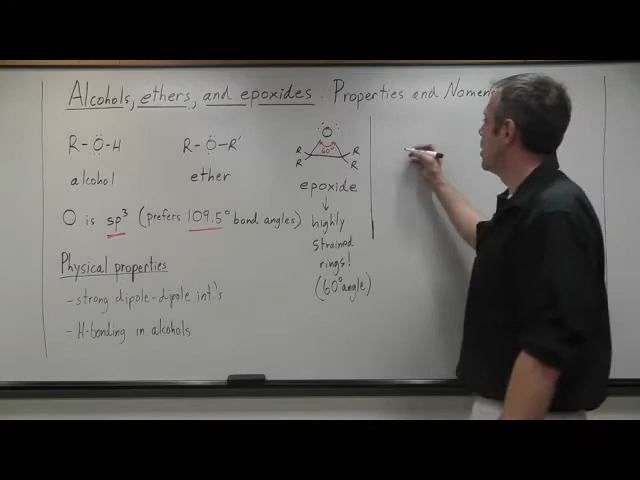 Alcohols, ethers, and epoxides: Properties and Nomen
R-O-H
alcohol
R-O-R'
ether
O
60
R R
R R
epoxide
↓
highly
strained
rings!
(60° angle)
O is sp³ (prefers 109.5° bond angles)
Physical properties
-strong dipole-dipole int.'s
-H-bonding in alcohols